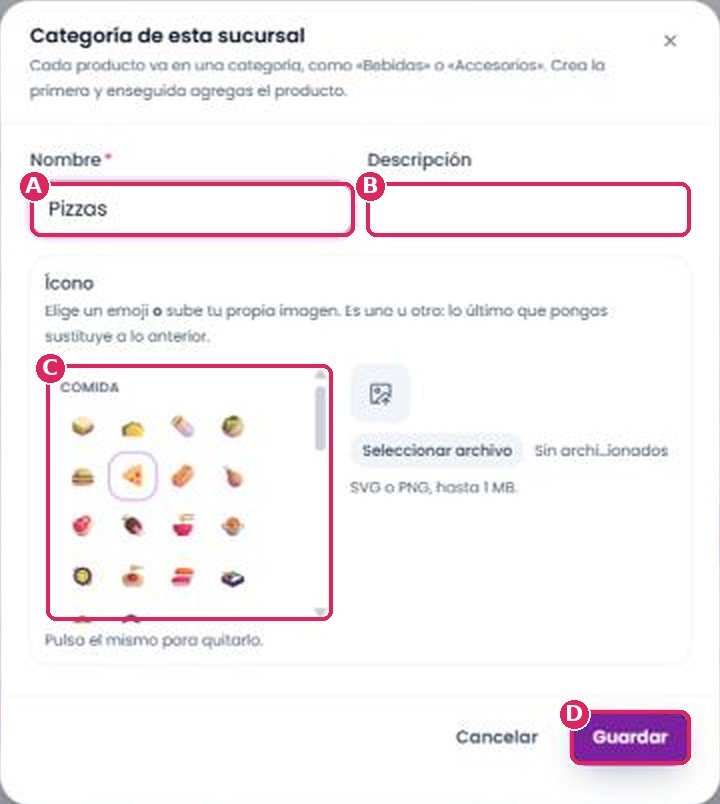 Categoría de esta sucursal
Cada producto va en una categoría, como «Bebidas» o «Accesorios». Crea la
primera y enseguida agregas el producto.
Nombre * Descripción
A B
Pizzas
Ícono
Elige un emoji o sube tu propia imagen. Es una u otra: lo último que pongas
sustituye a lo anterior.
C
COMIDA
Seleccionar archivo Sin archi...ionados
SVG o PNG, hasta 1 MB.
Pulsa el mismo para quitarlo.
D
Cancelar Guardar